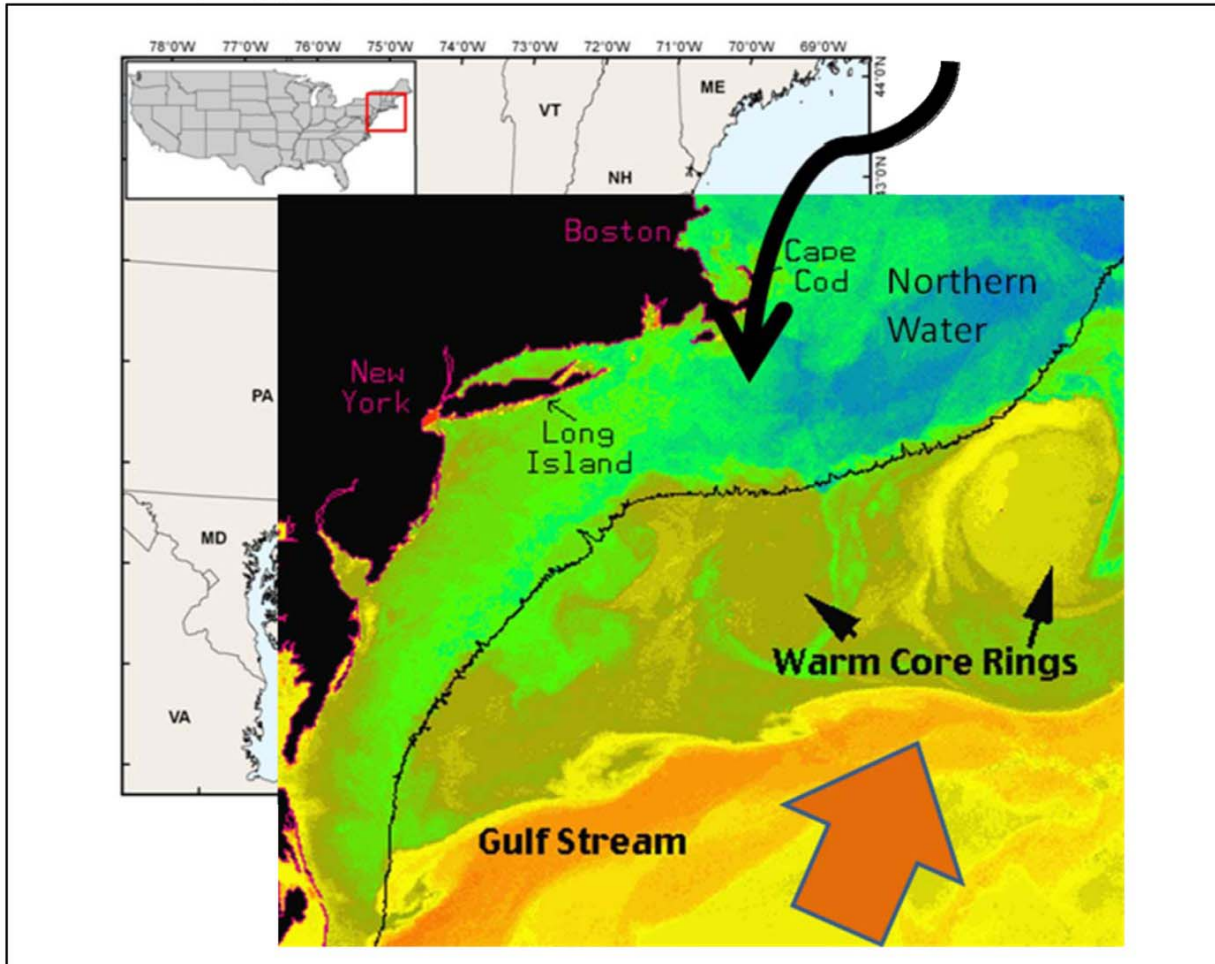 78°0'W 77°0'W 76°0'W 75°0'W 74°0'W 73°0'W 72°0'W 71°0'W 70°0'W 69°0'W
44°0'N
ME
VT
43°0'N
NH
Boston
Cape
Cod
Northern
Water
New
York
PA
Long
Island
MD
Warm Core Rings
VA
Gulf Stream